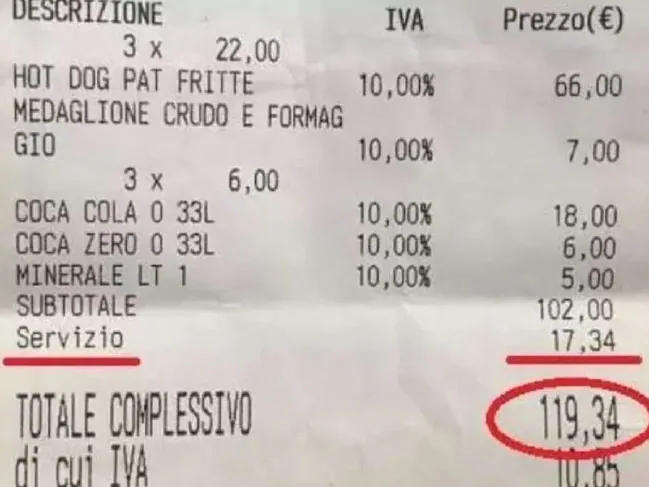 DESCRIZIONE IVA Prezzo(€)
3 x 22,00
HOT DOG PAT FRITTE 10,00% 66,00
MEDAGLIONE CRUDO E FORMAG
GIO 10,00% 7,00
3 x 6,00
COCA COLA 0 33L 10,00% 18,00
COCA ZERO 0 33L 10,00% 6,00
MINERALE LT 1 10,00% 5,00
SUBTOTALE 102,00
Servizio 17,34
TOTALE COMPLESSIVO 119,34
di cui IVA 10,85